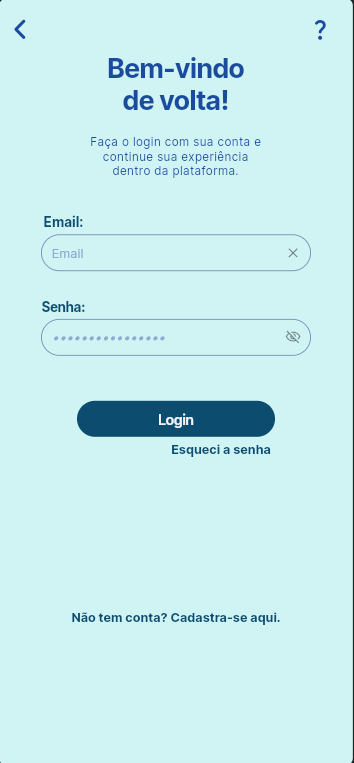 ?
Bem-vindo
de volta!
Faça o login com sua conta e
continue sua experiência
dentro da plataforma.
Email:
Email
Senha:
••••••••••••••••
Login
Esqueci a senha
Não tem conta? Cadastra-se aqui.